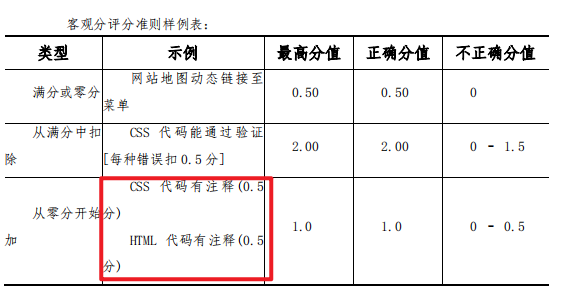 客观分评分准则样例表：
类型 示例 最高分值 正确分值 不正确分值
满分或零分 网站地图动态链接至菜单 0.50 0.50 0
从满分中扣除 CSS 代码能通过验证[每种错误扣 0.5 分] 2.00 2.00 0 - 1.5
从零分开始加 CSS 代码有注释(0.5分) HTML 代码有注释(0.5分) 1.0 1.0 0 - 0.5